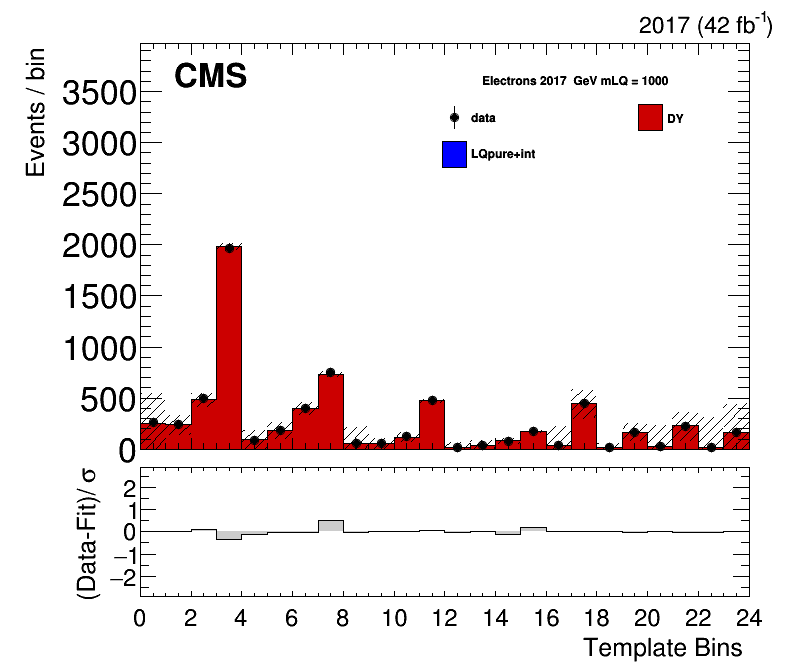 2017 (42 fb-1)
CMS
Electrons 2017 GeV mLQ = 1000
data
DY
LQpure+int
Events / bin
3500
3000
2500
2000
1500
1000
500
0
(Data-Fit)/ σ
2
1
0
−1
−2
0 2 4 6 8 10 12 14 16 18 20 22 24
Template Bins